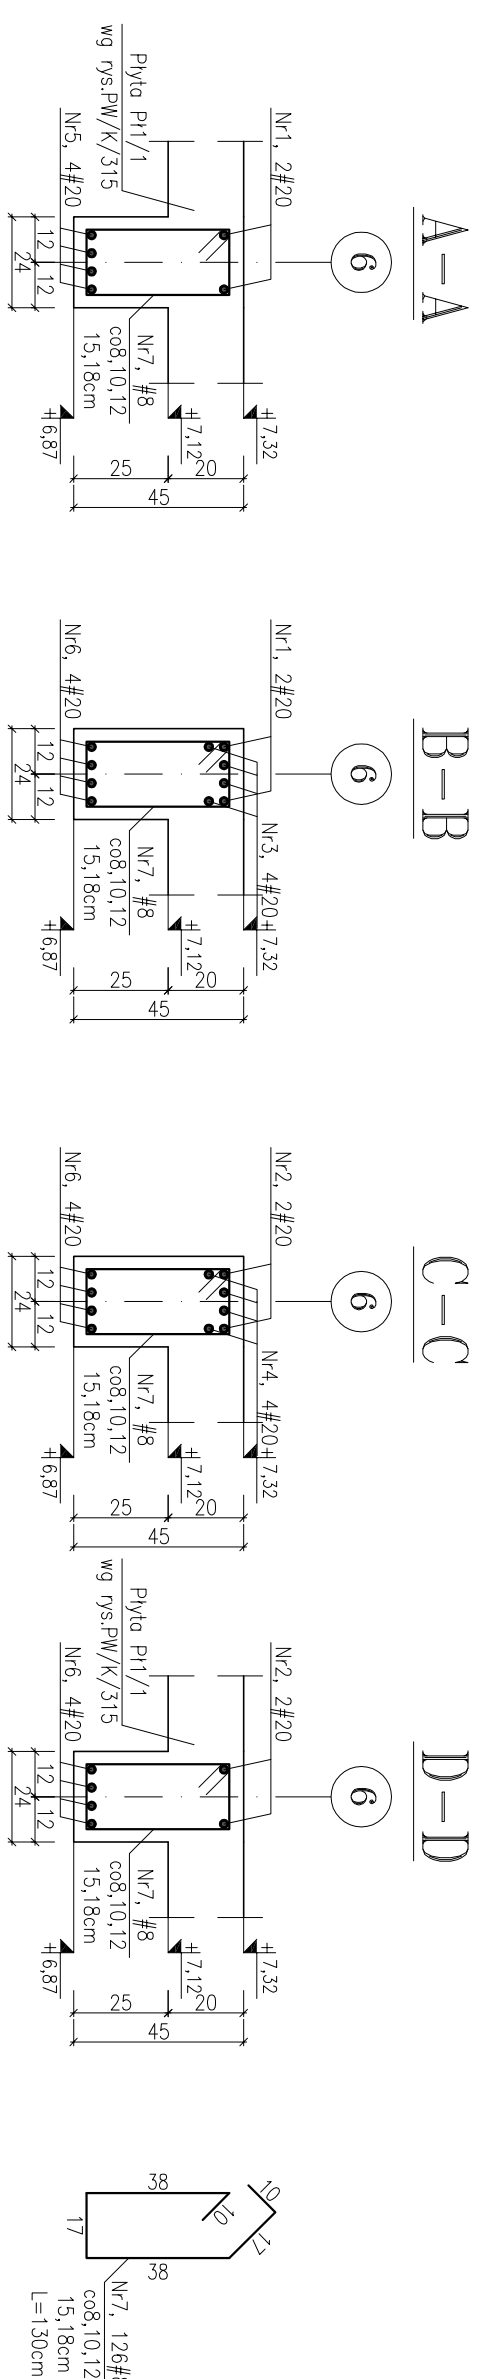 A-A
6
Nr1, 2#20
Płyta Pł1/1
wg rys.PW/K/315
Nr5, 4#20
12
12
24
Nr7, #8
co8,10,12
15,18cm
+7,32
+7,12
+6,87
20
25
45
B-B
6
Nr1, 2#20
Nr3, 4#20
Nr6, 4#20
12
12
24
Nr7, #8
co8,10,12
15,18cm
+7,32
+7,12
+6,87
20
25
45
C-C
6
Nr2, 2#20
Nr4, 4#20
Nr6, 4#20
12
12
24
Nr7, #8
co8,10,12
15,18cm
+7,32
+7,12
+6,87
20
25
45
D-D
6
Nr2, 2#20
Płyta Pł1/1
wg rys.PW/K/315
Nr6, 4#20
12
12
24
Nr7, #8
co8,10,12
15,18cm
+7,32
+7,12
+6,87
20
25
45
10
17
10
38
38
17
Nr7, 126#8
co8,10,12
15,18cm
L=130cm